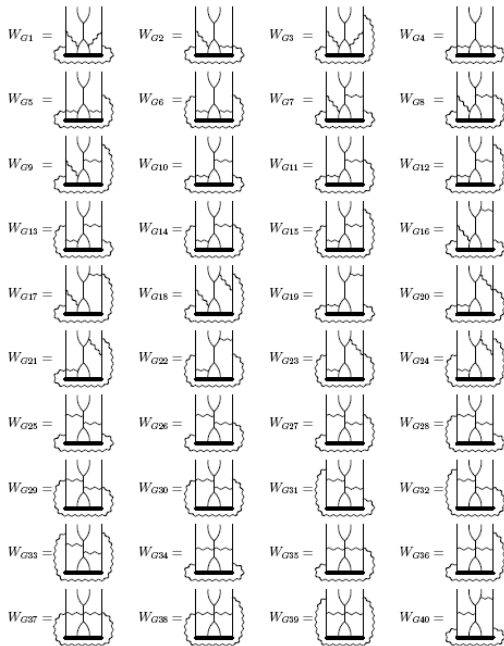 W_{G1} = W_{G2} = W_{G3} = W_{G4} =
W_{G5} = W_{G6} = W_{G7} = W_{G8} =
W_{G9} = W_{G10} = W_{G11} = W_{G12} =
W_{G13} = W_{G14} = W_{G15} = W_{G16} =
W_{G17} = W_{G18} = W_{G19} = W_{G20} =
W_{G21} = W_{G22} = W_{G23} = W_{G24} =
W_{G25} = W_{G26} = W_{G27} = W_{G28} =
W_{G29} = W_{G30} = W_{G31} = W_{G32} =
W_{G33} = W_{G34} = W_{G35} = W_{G36} =
W_{G37} = W_{G38} = W_{G39} = W_{G40} =